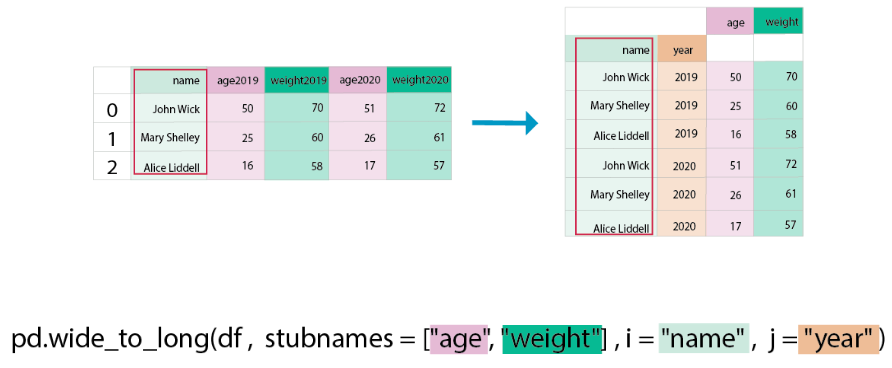 name age2019 weight2019 age2020 weight2020
0 John Wick 50 70 51 72
1 Mary Shelley 25 60 26 61
2 Alice Liddell 16 58 17 57
age weight
name year
John Wick 2019 50 70
Mary Shelley 2019 25 60
Alice Liddell 2019 16 58
John Wick 2020 51 72
Mary Shelley 2020 26 61
Alice Liddell 2020 17 57
pd.wide_to_long(df, stubnames = ["age", "weight"], i = "name", j = "year")